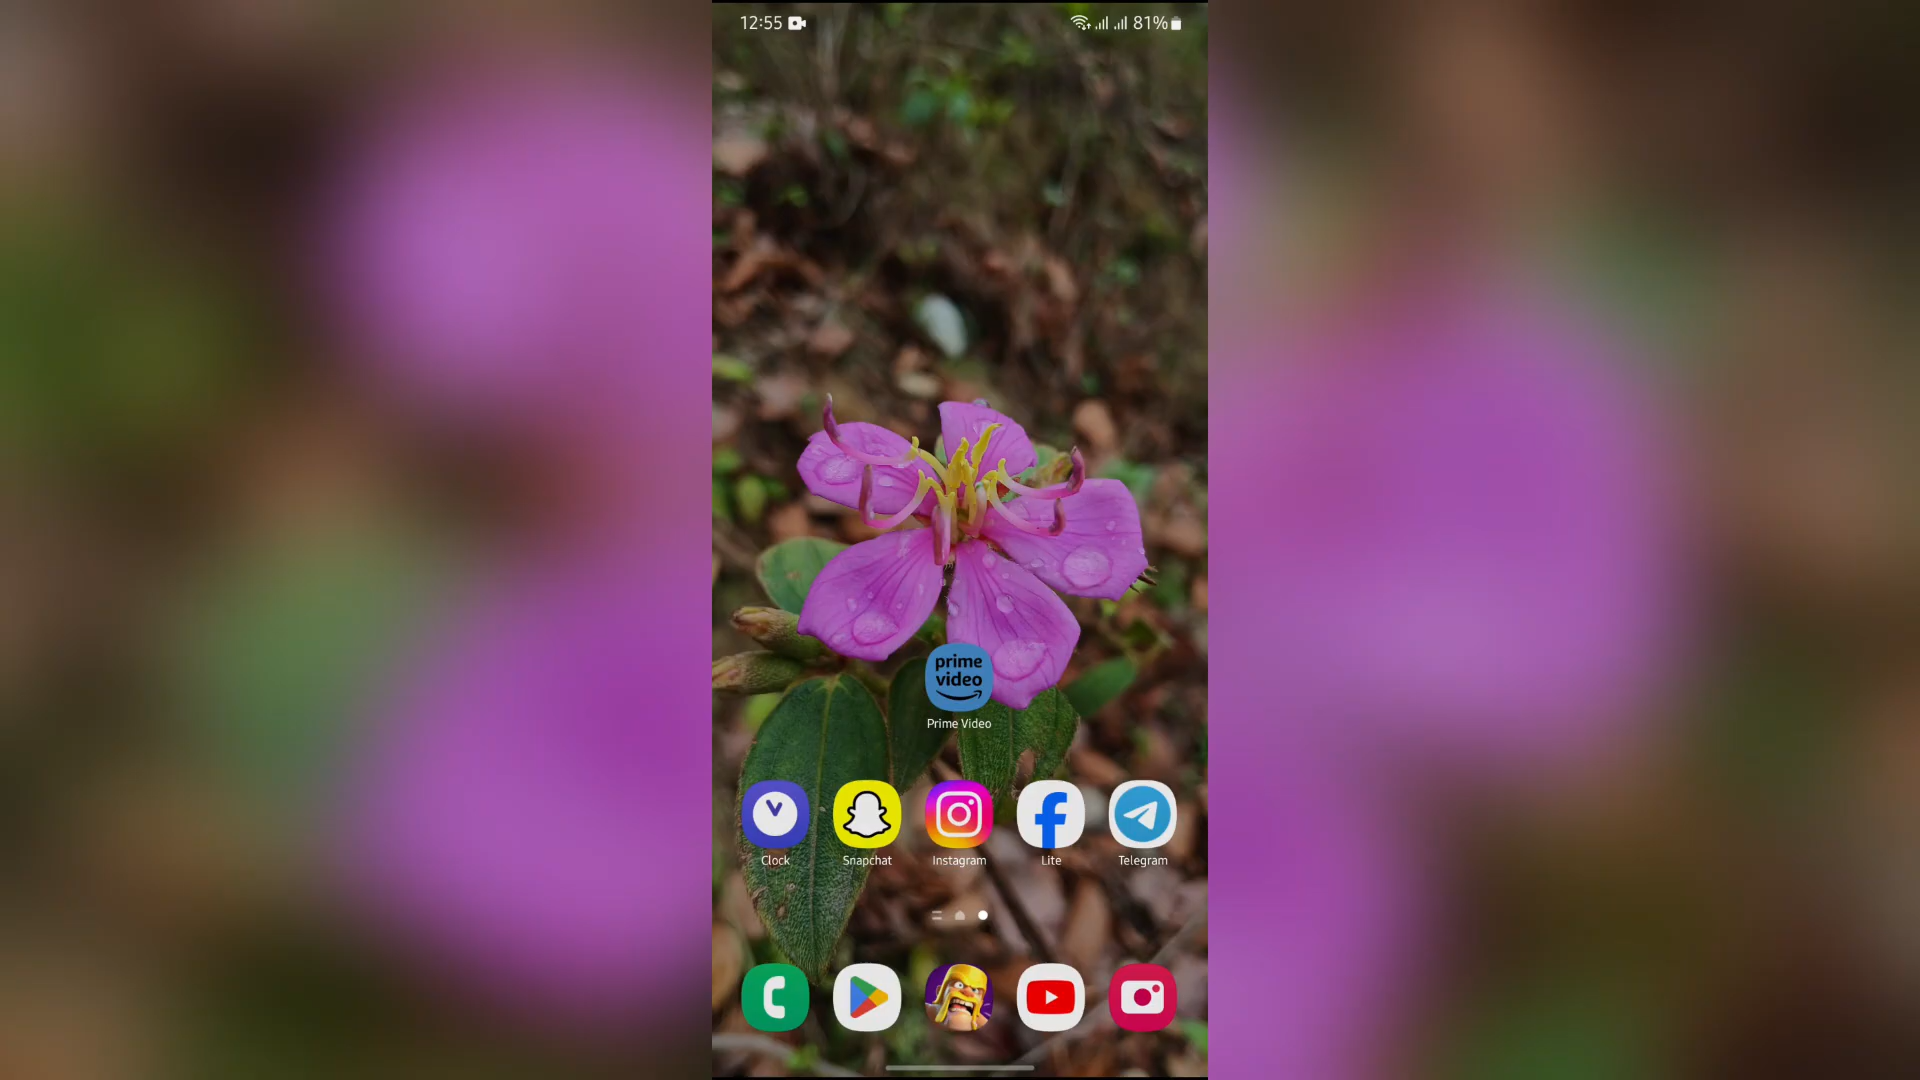 12:55
81%
prime
video
Prime Video
Clock
Snapchat
Instagram
Lite
Telegram